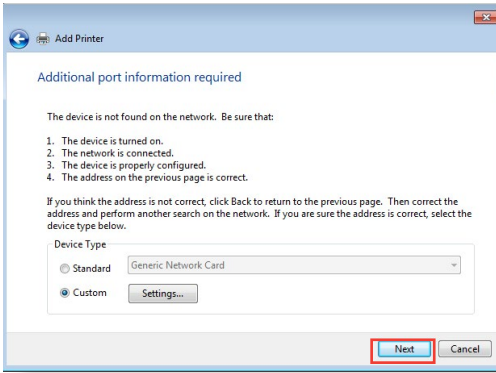 Add Printer
Additional port information required
The device is not found on the network. Be sure that:
1. The device is turned on.
2. The network is connected.
3. The device is properly configured.
4. The address on the previous page is correct.
If you think the address is not correct, click Back to return to the previous page. Then correct the
address and perform another search on the network. If you are sure the address is correct, select the
device type below.
Device Type
Standard Generic Network Card
Custom Settings...
Next Cancel